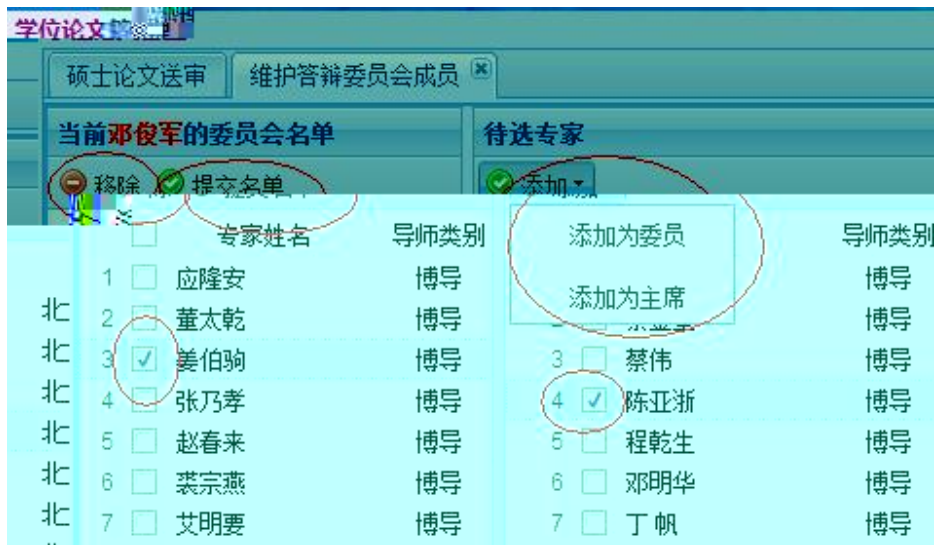 学位论文
硕士论文送审 维护答辩委员会成员
当前邓俊军的委员会名单 待选专家
移除 提交名单 添加
专家姓名 导师类别 添加为委员 导师类别
1 应隆安 博导 博导
添加为主席
北 2 董太乾 博导 博导
北 3 姜伯驹 博导 3 蔡伟 博导
北 4 张乃孝 博导 4 陈亚浙 博导
北 5 赵春来 博导 5 程乾生 博导
北 6 裘宗燕 博导 6 邓明华 博导
北 7 艾明要 博导 7 丁帆 博导